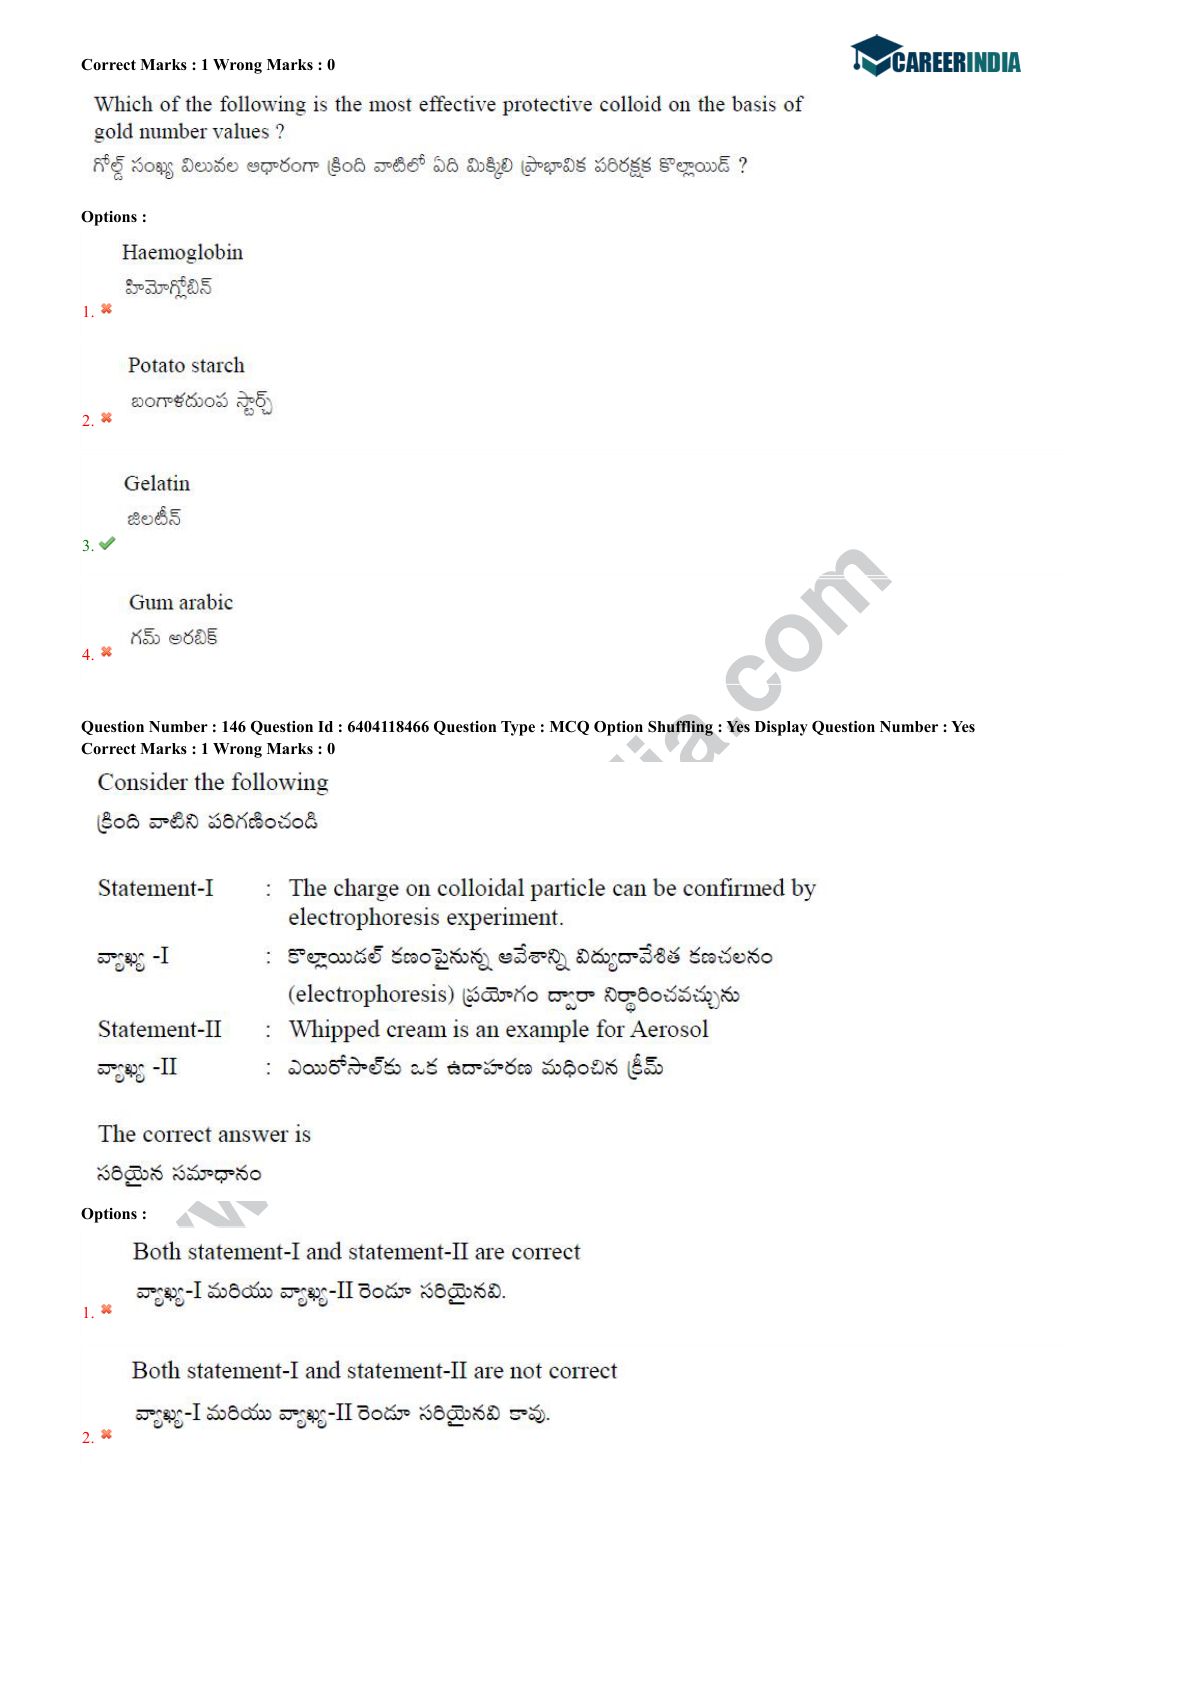 CAREERINDIA
Correct Marks : 1 Wrong Marks : 0
Which of the following is the most effective protective colloid on the basis of
gold number values ?
గోల్డ్ సంఖ్య విలువల ఆధారంగా క్రింది వాటిలో ఏది మిక్కిలి ప్రాభావిక పరిరక్షక కొల్లాయిడ్ ?
Options :
Haemoglobin
హిమోగ్లోబిన్
1.
Potato starch
బంగాళదుంప స్టార్చ్
2.
Gelatin
జిలటీన్
3.
Gum arabic
గమ్ అరబిక్
4.
Question Number : 146 Question Id : 6404118466 Question Type : MCQ Option Shuffling : Yes Display Question Number : Yes
Correct Marks : 1 Wrong Marks : 0
Consider the following
క్రింది వాటిని పరిగణించండి
Statement-I : The charge on colloidal particle can be confirmed by
electrophoresis experiment.
వ్యాఖ్య -I : కొల్లాయిడల్ కణంపైనున్న ఆవేశాన్ని విద్యుదావేశిత కణచలనం
(electrophoresis) ప్రయోగం ద్వారా నిర్థారించవచ్చును
Statement-II : Whipped cream is an example for Aerosol
వ్యాఖ్య -II : ఎయిరోసాల్‌కు ఒక ఉదాహరణ మధించిన క్రీమ్
The correct answer is
సరియైన సమాధానం
Options :
Both statement-I and statement-II are correct
వ్యాఖ్య-I మరియు వ్యాఖ్య-II రెండూ సరియైనవి.
1.
Both statement-I and statement-II are not correct
వ్యాఖ్య-I మరియు వ్యాఖ్య-II రెండూ సరియైనవి కావు.
2.
ia.com